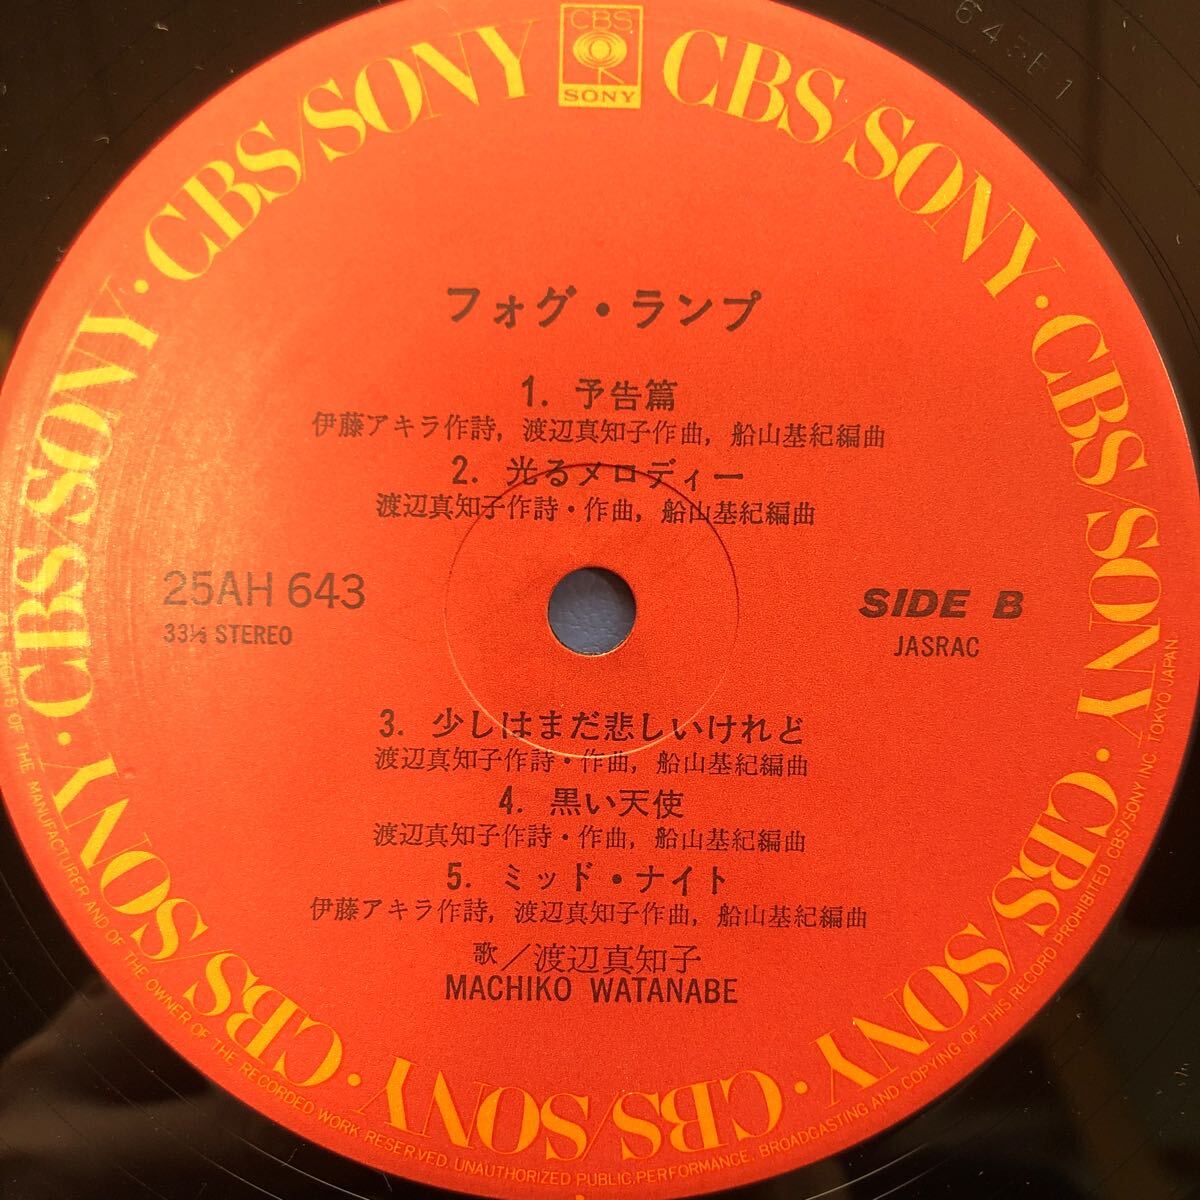 CBS
SONY
CBS/SONY · CBS/SONY · CBS/SONY · CBS/SONY · CBS/SONY · CBS/SONY · CBS/SONY · CBS/SONY
フォグ・ランプ
1. 予告篇
伊藤アキラ作詩, 渡辺真知子作曲, 船山基紀編曲
2. 光るメロディー
渡辺真知子作詩・作曲, 船山基紀編曲
25AH 643
33⅓ STEREO
SIDE B
JASRAC
3. 少しはまだ悲しいけれど
渡辺真知子作詩・作曲, 船山基紀編曲
4. 黒い天使
渡辺真知子作詩・作曲, 船山基紀編曲
5. ミッド・ナイト
伊藤アキラ作詩, 渡辺真知子作曲, 船山基紀編曲
歌／渡辺真知子
MACHIKO WATANABE
RIGHTS OF THE MANUFACTURER AND OF THE OWNER OF THE RECORDED WORK RESERVED. UNAUTHORIZED PUBLIC PERFORMANCE, BROADCASTING AND COPYING OF THIS RECORD PROHIBITED CBS/SONY INC. TOKYO JAPAN